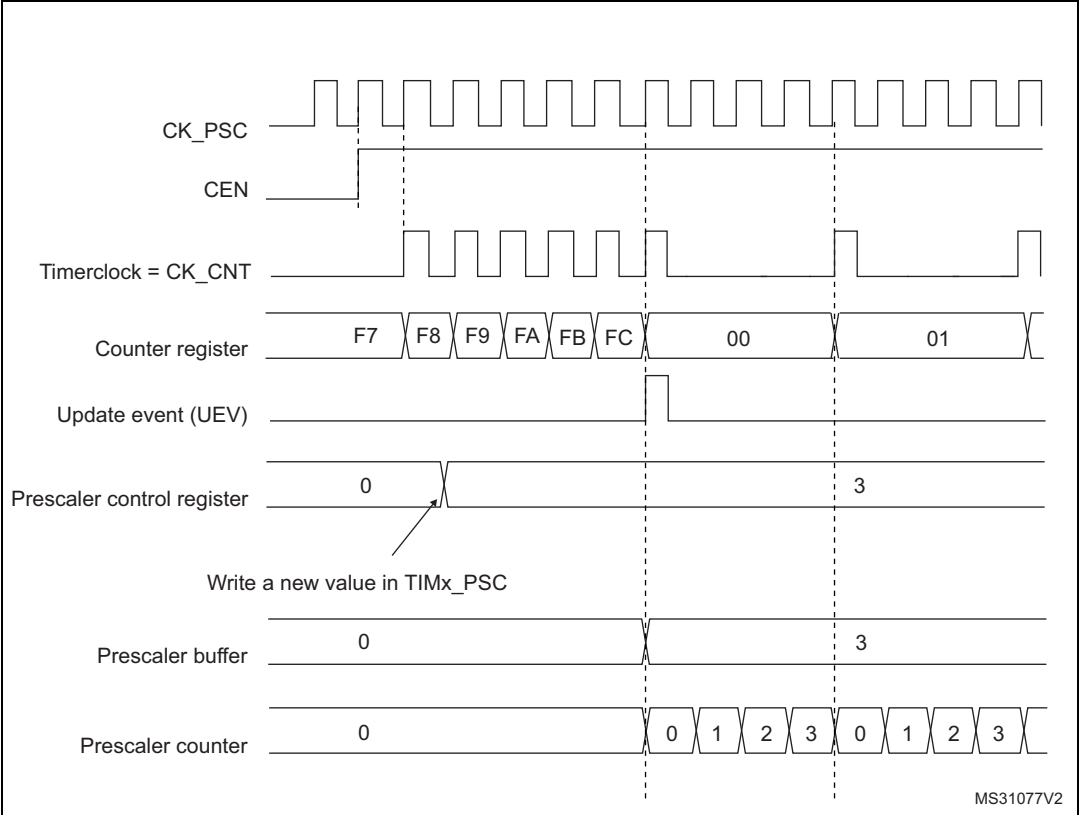 CK_PSC
CEN
Timerclock = CK_CNT
Counter register F7 F8 F9 FA FB FC 00 01
Update event (UEV)
Prescaler control register 0 3
Write a new value in TIMx_PSC
Prescaler buffer 0 3
Prescaler counter 0 0 1 2 3 0 1 2 3
MS31077V2